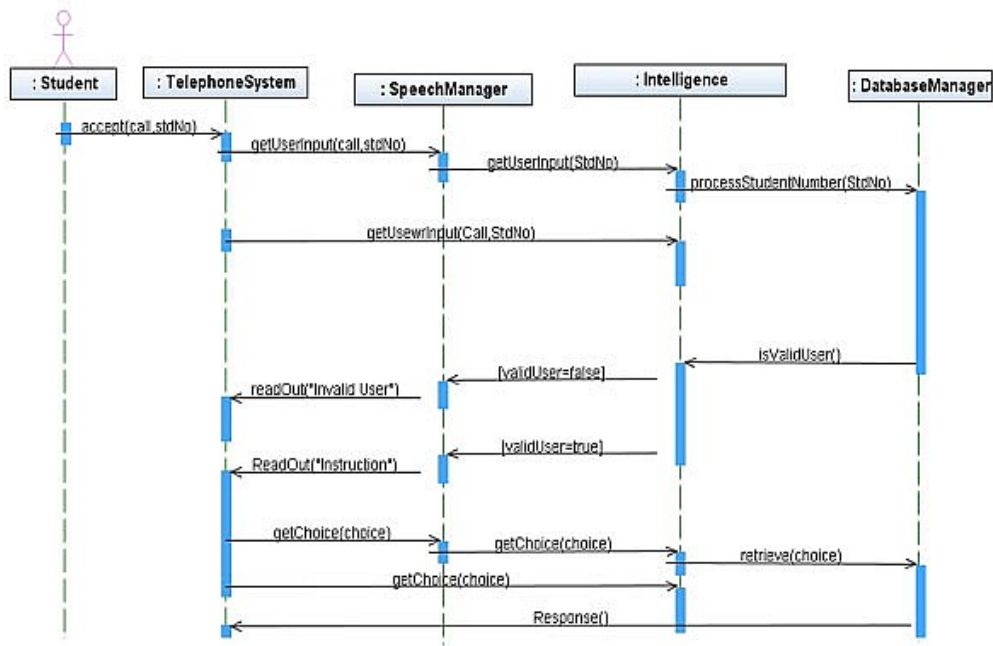 : Student
: TelephoneSystem
: SpeechManager
: Intelligence
: DatabaseManager
accept(call,stdNo)
getUserInput(call,stdNo)
getUserInput(StdNo)
processStudentNumber(StdNo)
getUsewrInput(Call,StdNo)
isValidUser()
[validUser=false]
readOut("Invalid User")
[validUser=true]
ReadOut("Instruction")
getChoice(choice)
getChoice(choice)
retrieve(choice)
getChoice(choice)
Response()